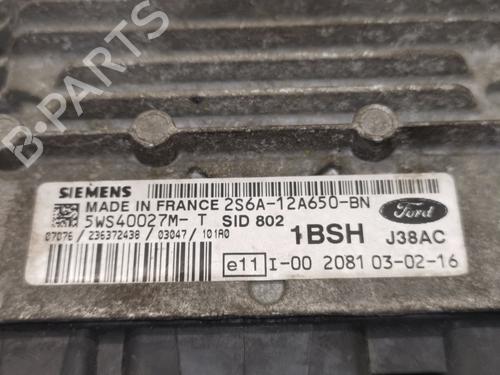 SIEMENS
MADE IN FRANCE 2S6A-12A650-BN
5WS40027M- T SID 802
07076 / 236372438 / 03047 / 101A0
1BSH J38AC
Ford
e11 I-00 2081 03-02-16